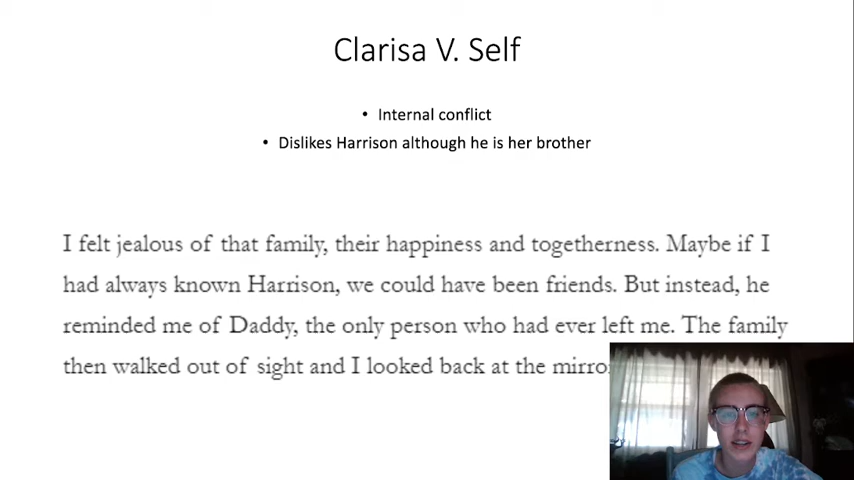 Clarisa V. Self
• Internal conflict
• Dislikes Harrison although he is her brother
I felt jealous of that family, their happiness and togetherness. Maybe if I
had always known Harrison, we could have been friends. But instead, he
reminded me of Daddy, the only person who had ever left me. The family
then walked out of sight and I looked back at the